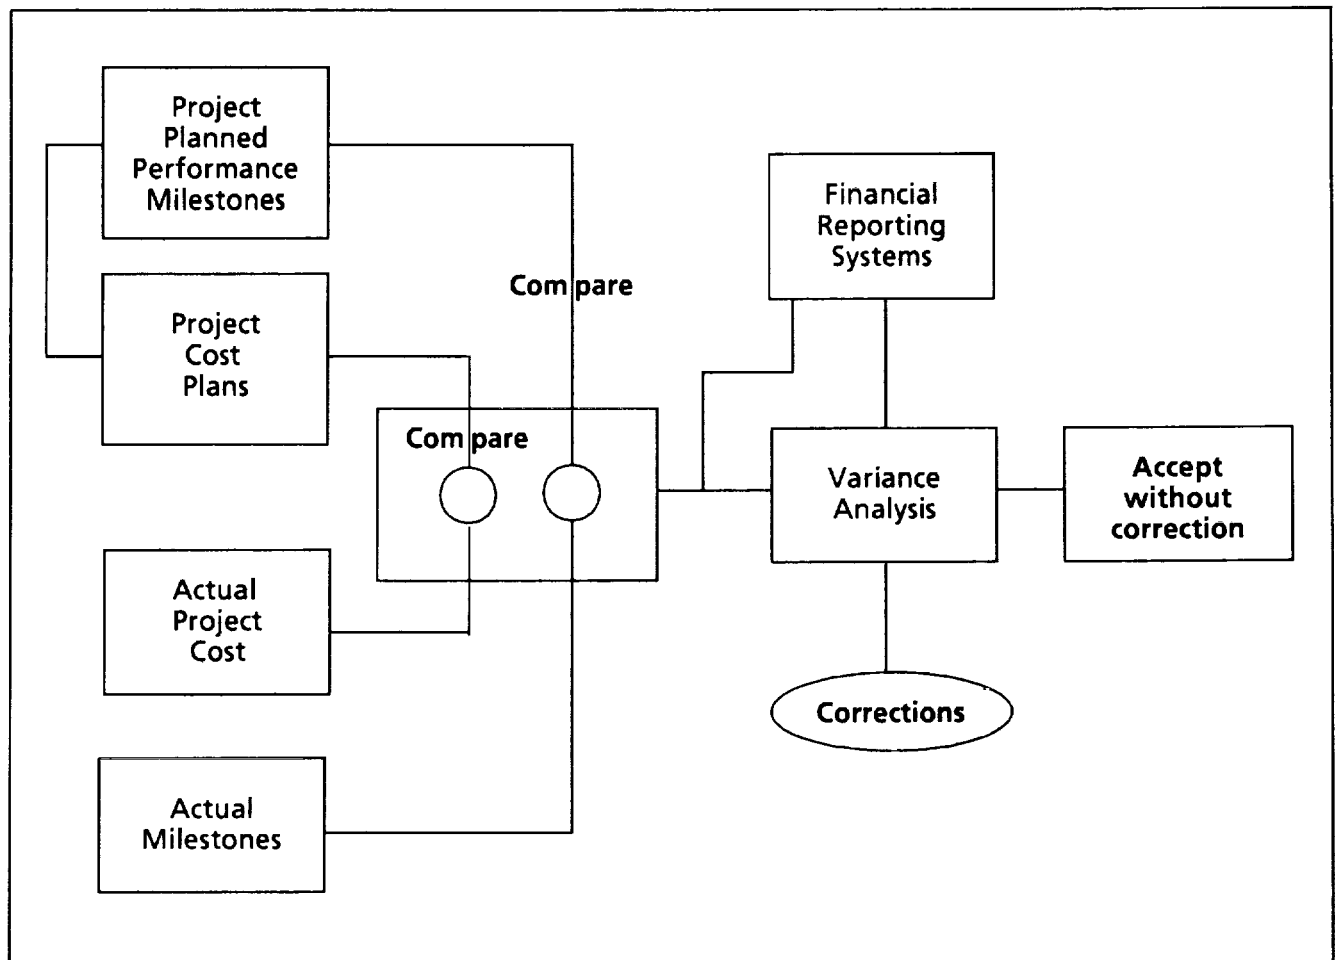 Project
Planned
Performance
Milestones
Project
Cost
Plans
Compare
Compare
Actual
Project
Cost
Actual
Milestones
Financial
Reporting
Systems
Variance
Analysis
Accept
without
correction
Corrections